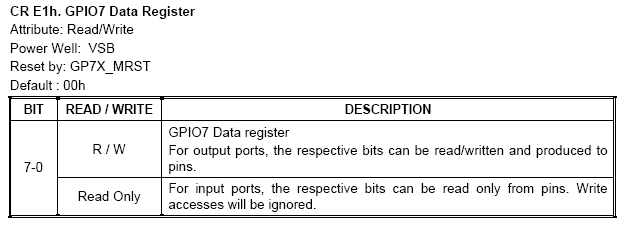 CR E1h. GPIO7 Data Register
Attribute: Read/Write
Power Well: VSB
Reset by: GP7X_MRST
Default : 00h
BIT READ / WRITE DESCRIPTION
7-0
R / W
GPIO7 Data register
For output ports, the respective bits can be read/written and produced to
pins.
Read Only
For input ports, the respective bits can be read only from pins. Write
accesses will be ignored.